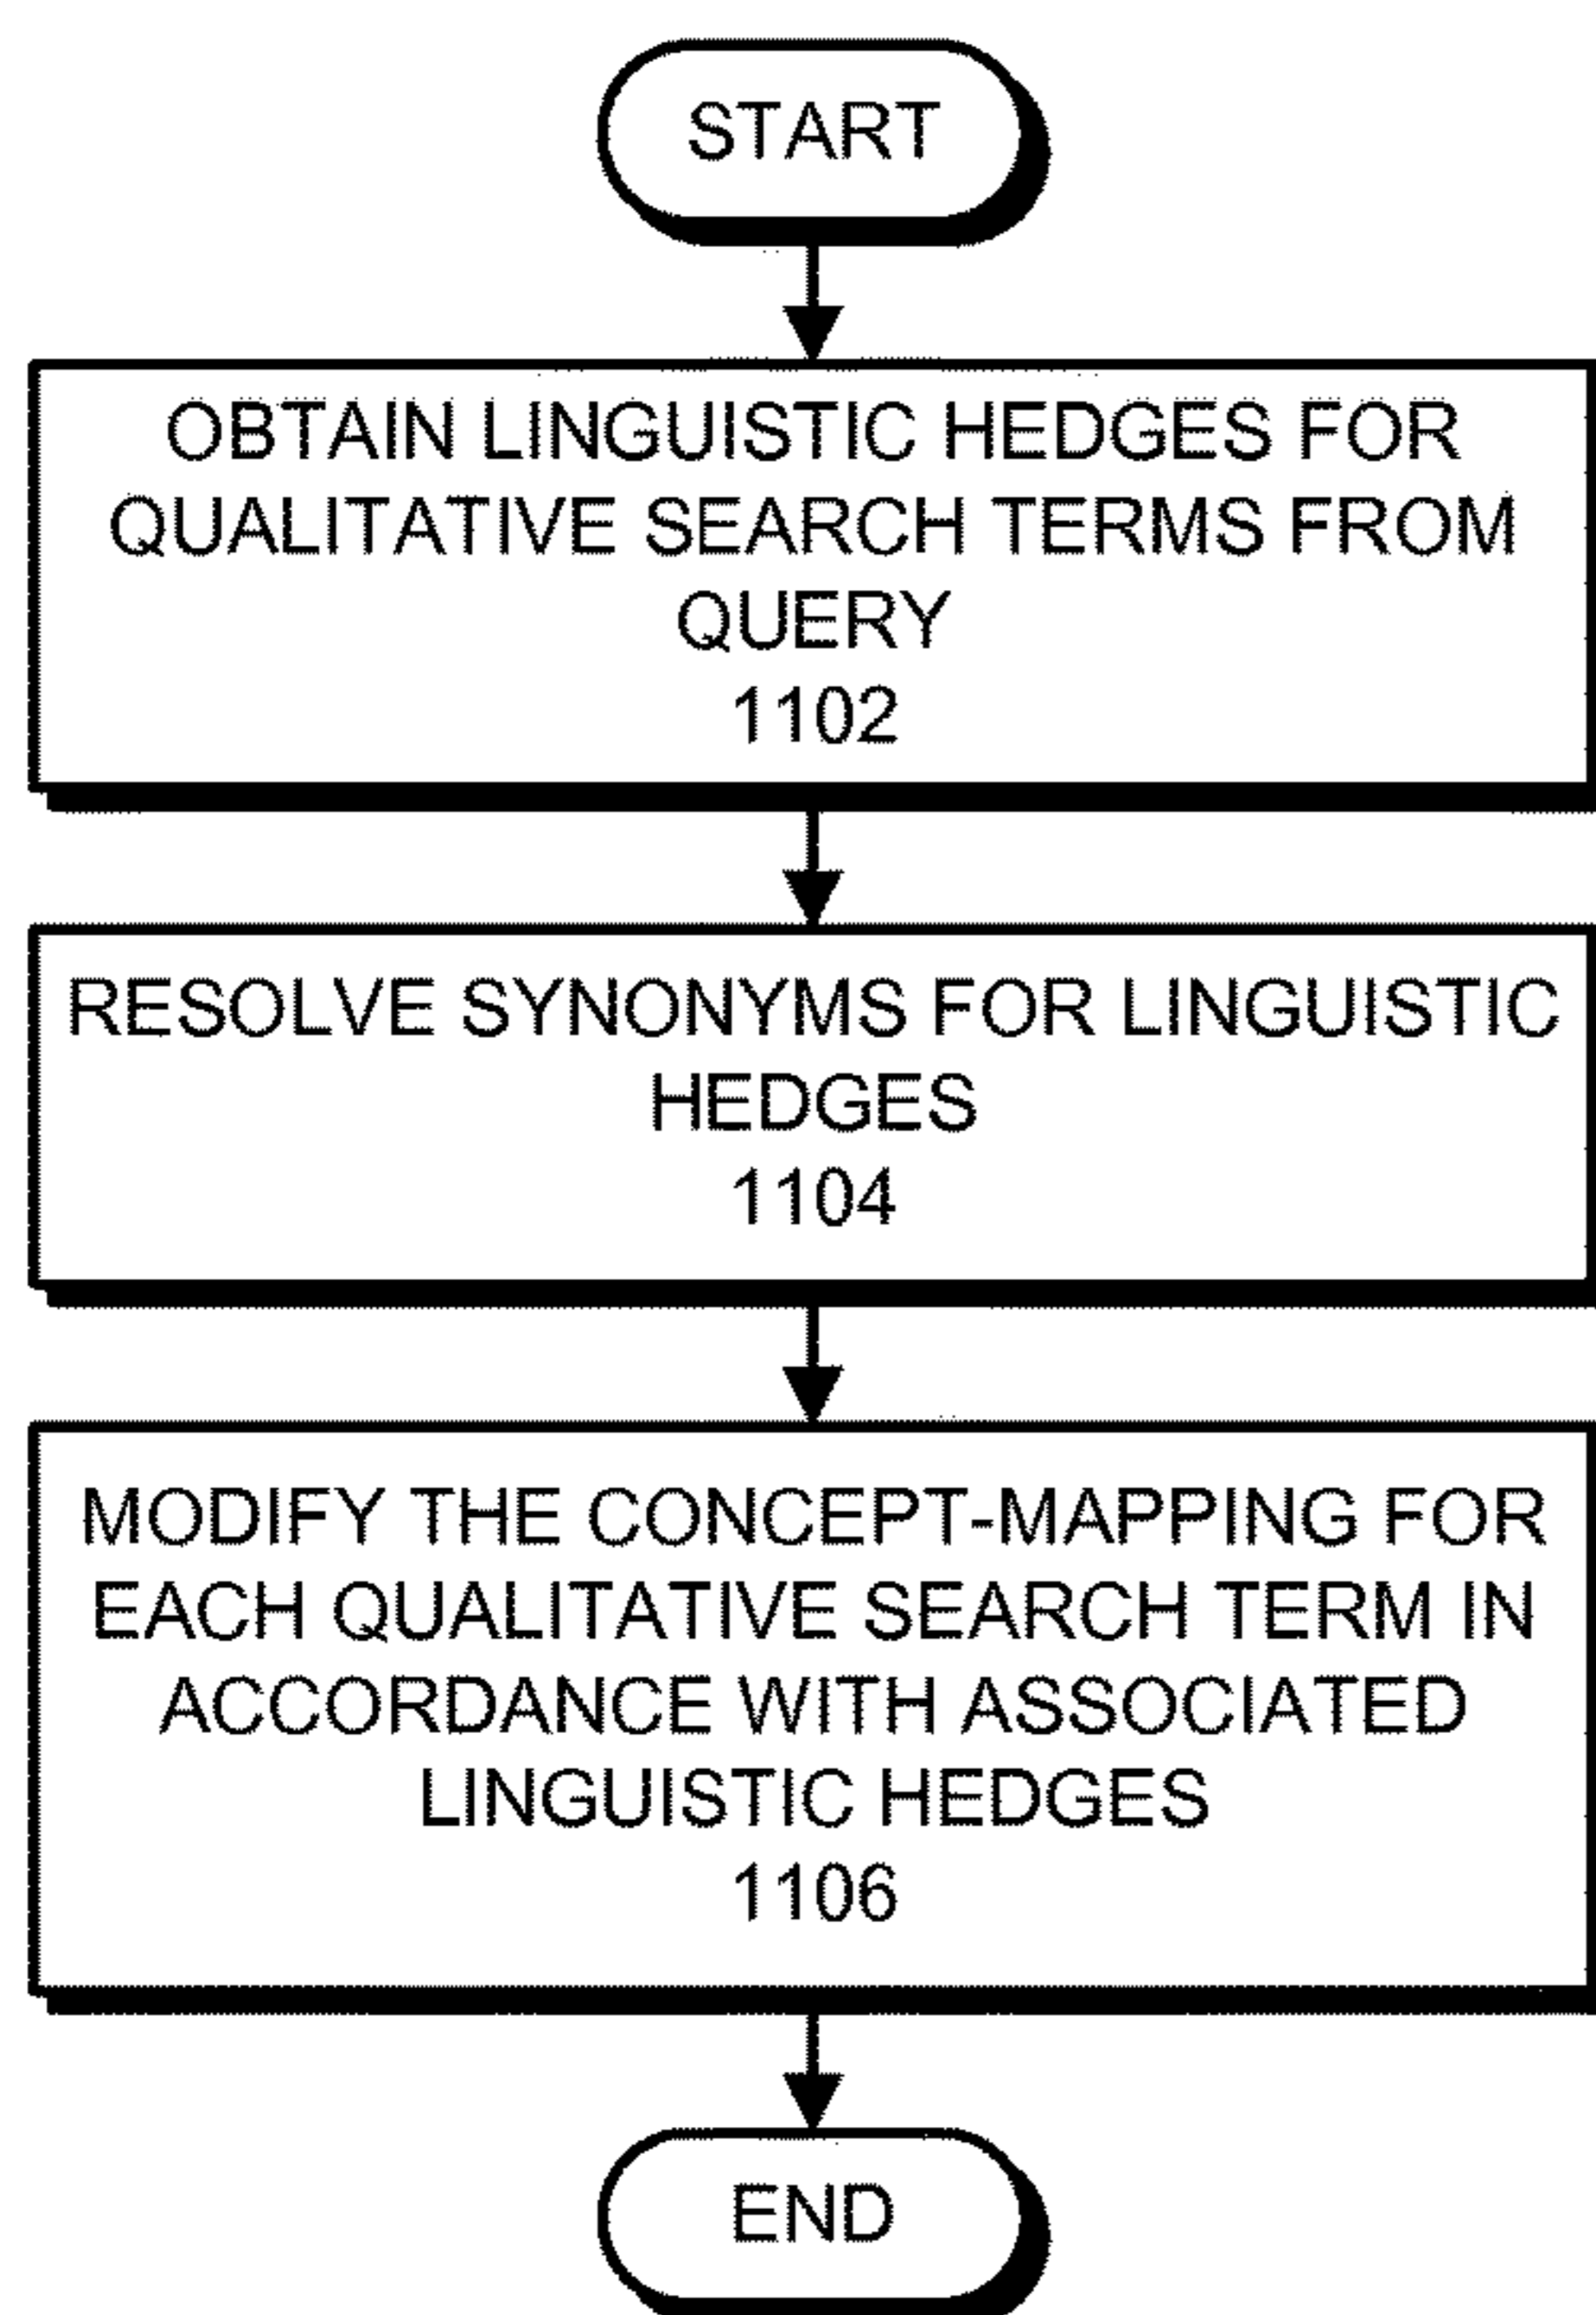 START
OBTAIN LINGUISTIC HEDGES FOR
QUALITATIVE SEARCH TERMS FROM
QUERY
1102
RESOLVE SYNONYMS FOR LINGUISTIC
HEDGES
1104
MODIFY THE CONCEPT-MAPPING FOR
EACH QUALITATIVE SEARCH TERM IN
ACCORDANCE WITH ASSOCIATED
LINGUISTIC HEDGES
1106
END